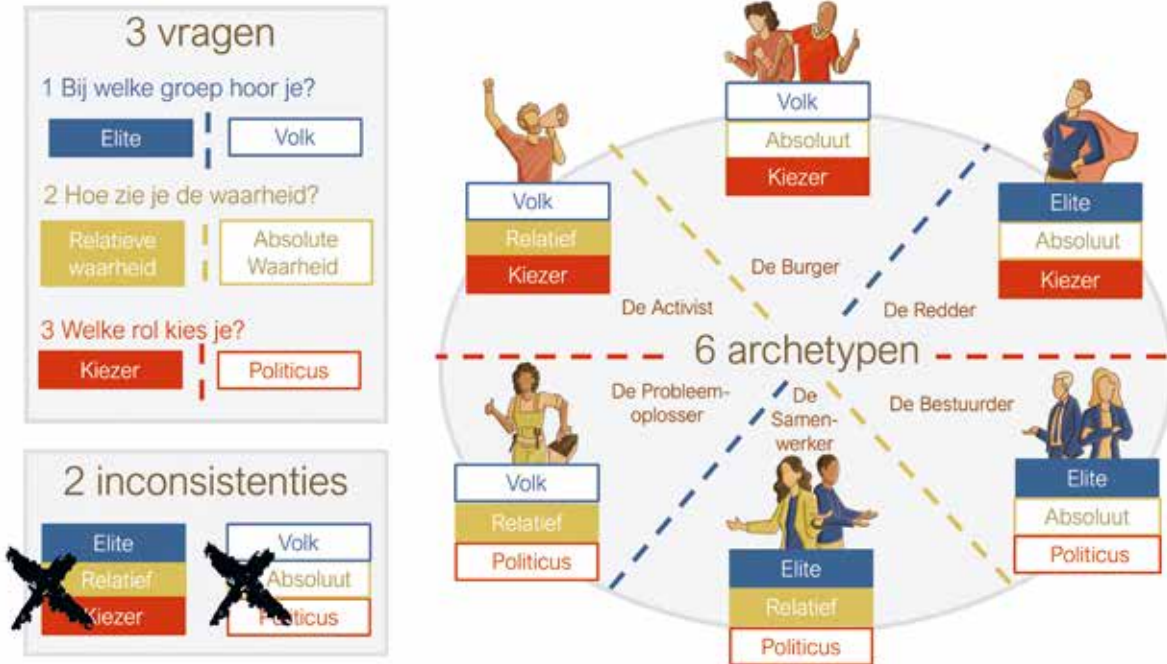 3 vragen
1 Bij welke groep hoor je?
Elite
Volk
2 Hoe zie je de waarheid?
Relatieve
waarheid
Absolute
Waarheid
3 Welke rol kies je?
Kiezer
Politicus
2 inconsistenties
Elite
Relatief
Kiezer
Volk
Absoluut
Politicus
6 archetypen
Volk
Relatief
Kiezer
De Activist
Volk
Absoluut
Kiezer
De Burger
Elite
Absoluut
Kiezer
De Redder
De Probleem-
oplosser
Volk
Relatief
Politicus
De
Samen-
werker
Elite
Relatief
Politicus
De Bestuurder
Elite
Absoluut
Politicus